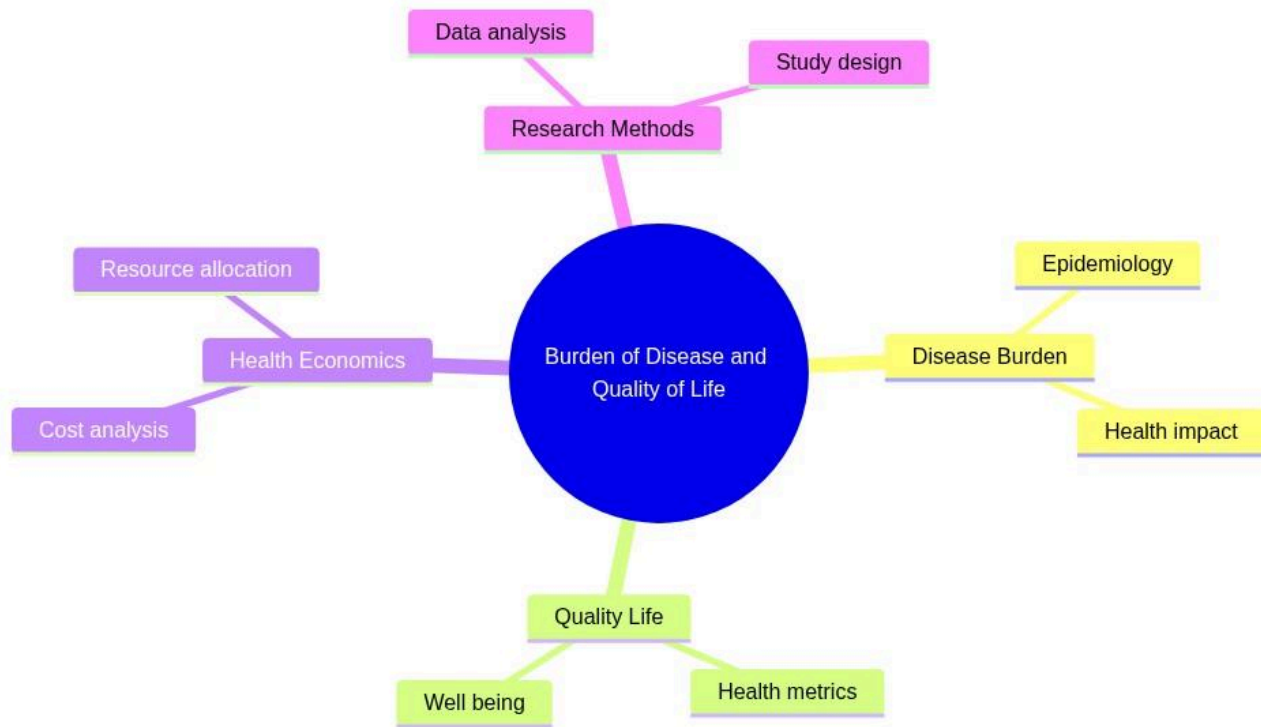 Data analysis
Study design
Research Methods
Resource allocation
Health Economics
Cost analysis
Burden of Disease and
Quality of Life
Epidemiology
Disease Burden
Health impact
Quality Life
Well being
Health metrics